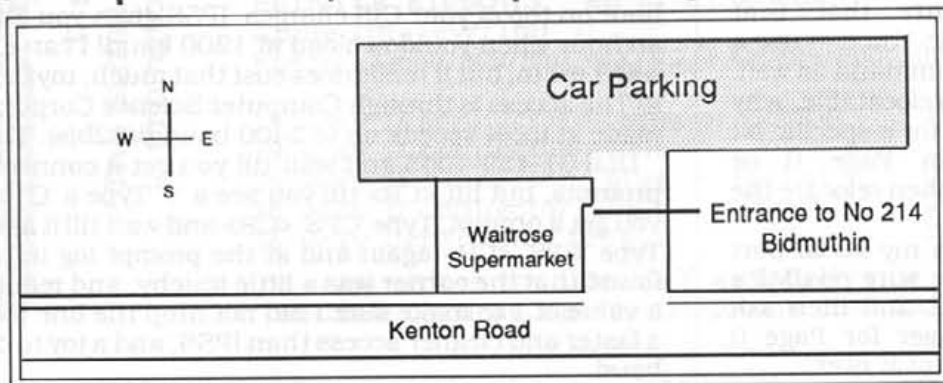 Car Parking
N
W E
S
Waitrose
Supermarket
Entrance to No 214
Bidmuthin
Kenton Road